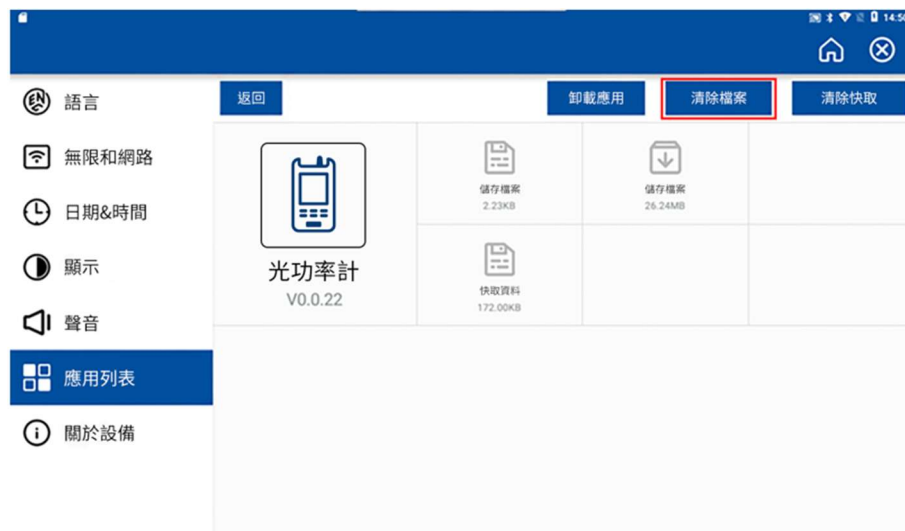 14:50
EN
語言
無限和網路
日期&時間
顯示
聲音
應用列表
關於設備
返回
卸載應用
清除檔案
清除快取
光功率計
V0.0.22
儲存檔案
2.23KB
儲存檔案
26.24MB
快取資料
172.00KB